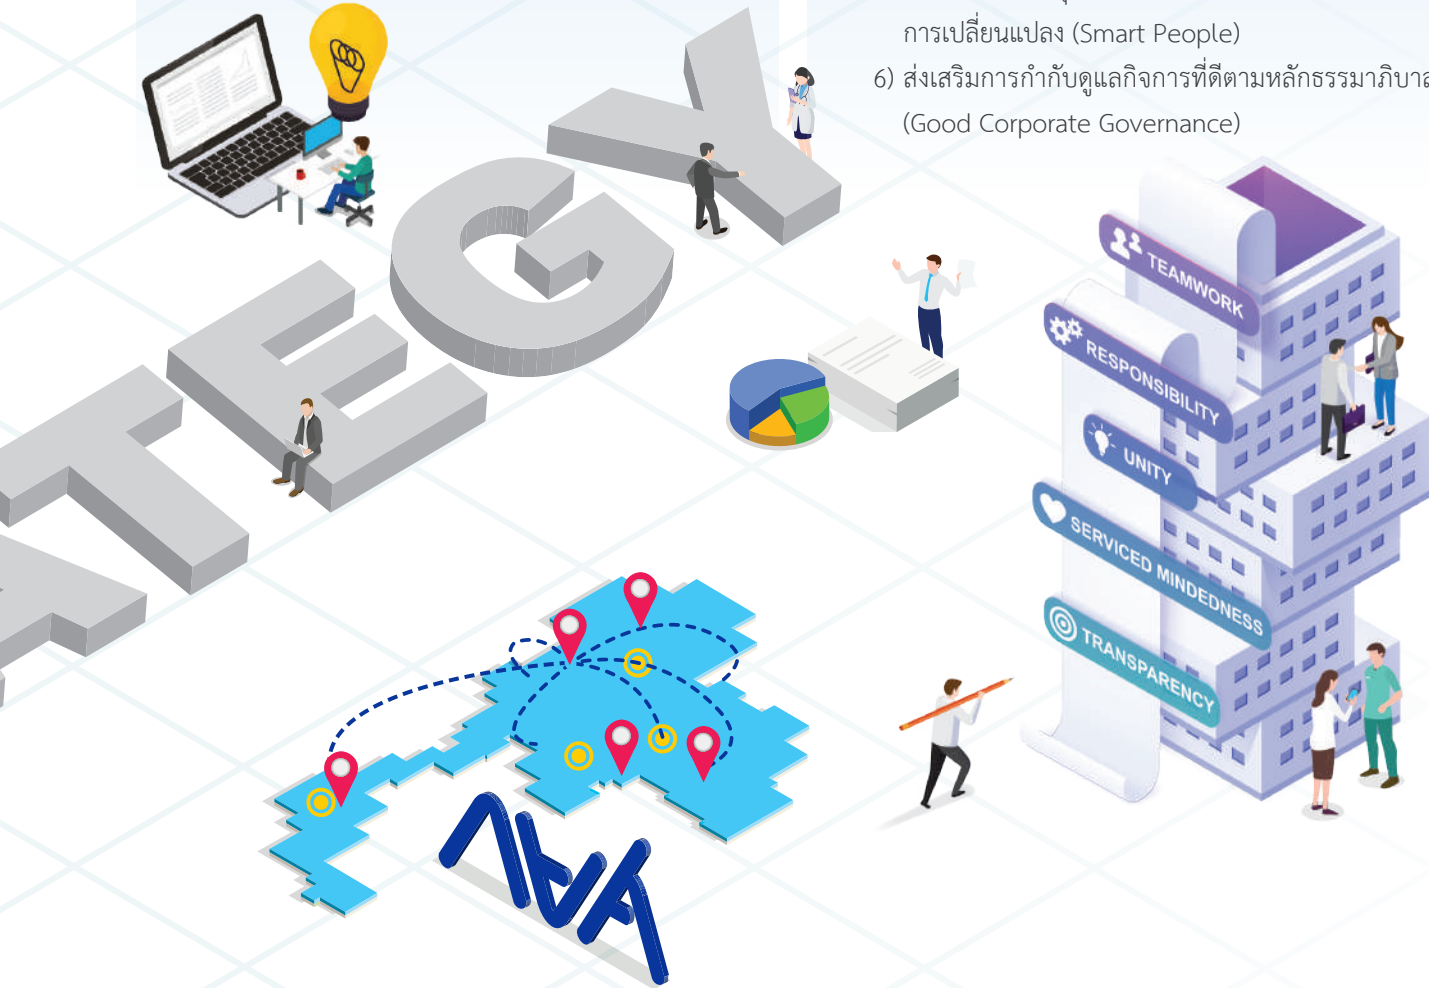 การเปลี่ยนแปลง (Smart People)
6) ส่งเสริมการกำกับดูแลกิจการที่ดีตามหลักธรรมาภิบาล
(Good Corporate Governance)
ATEGY
TEAMWORK
RESPONSIBILITY
UNITY
SERVICED MINDEDNESS
TRANSPARENCY